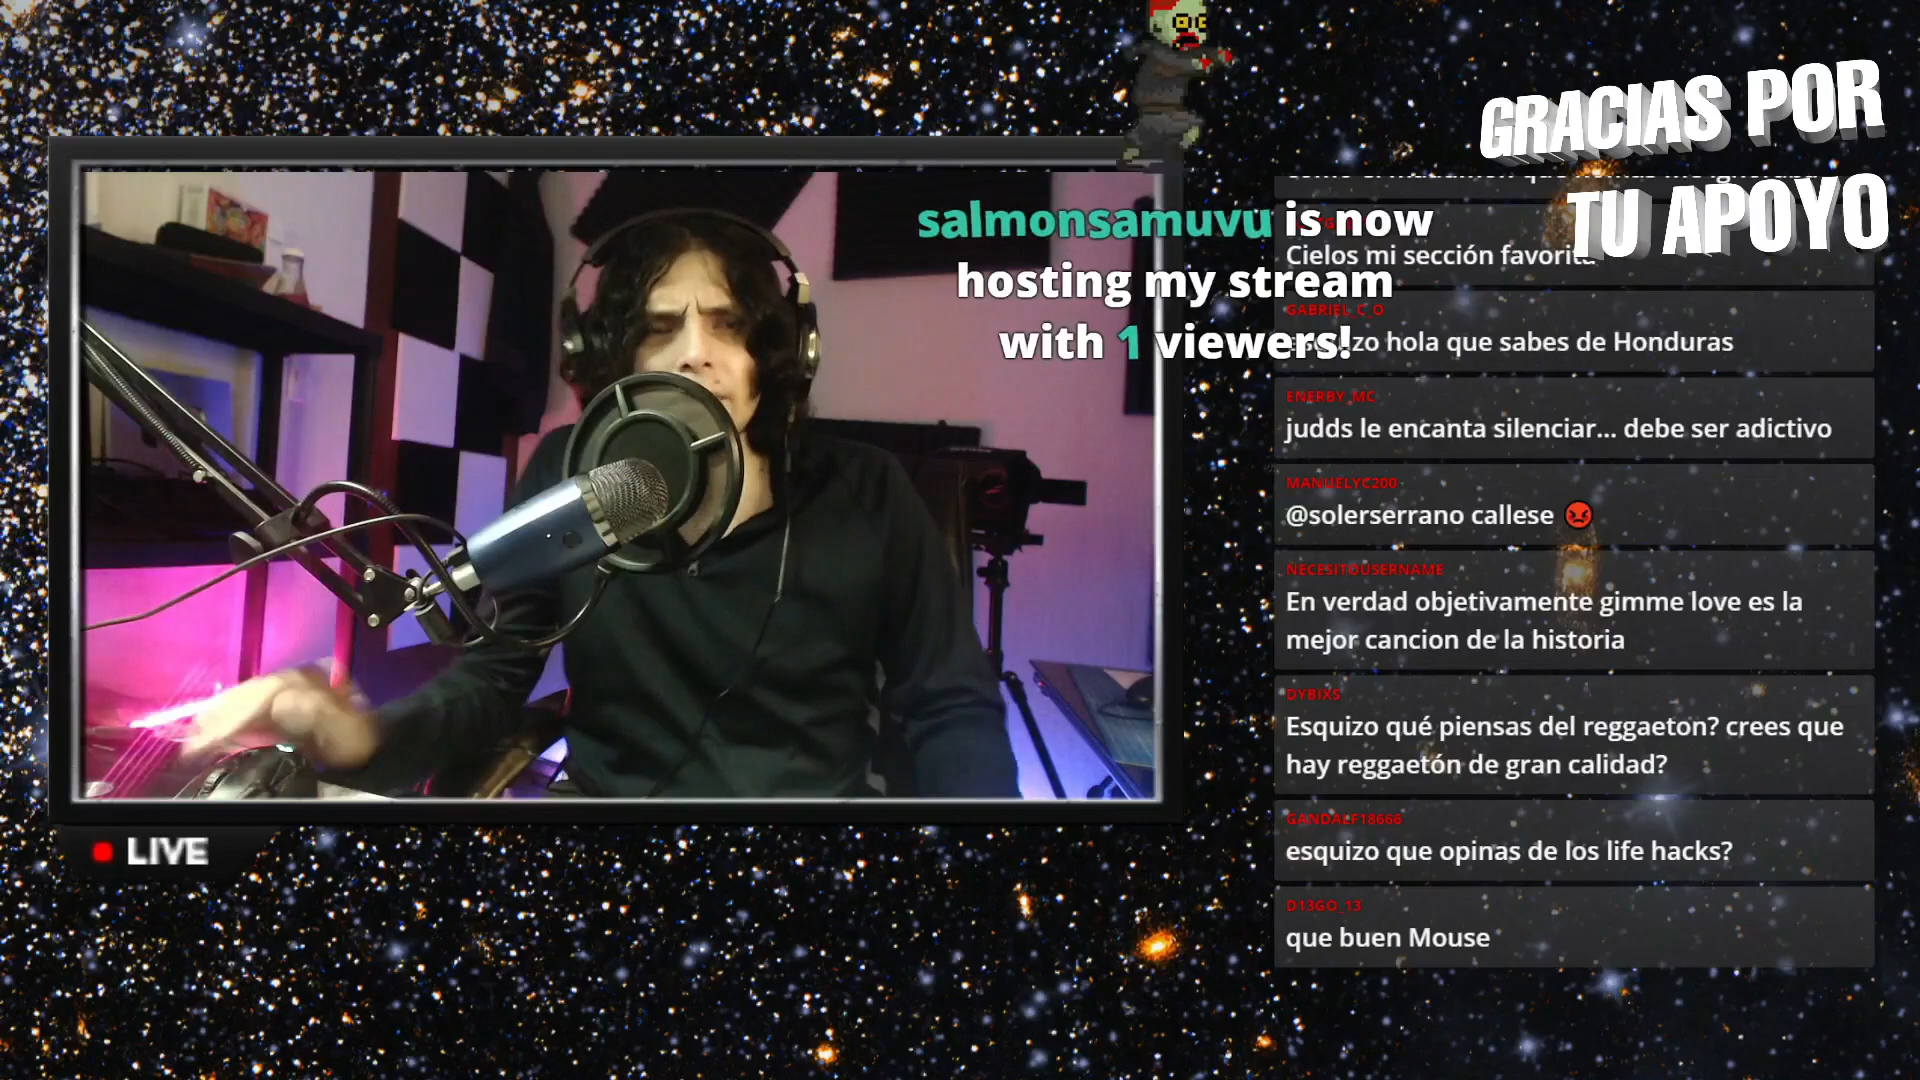 GRACIAS POR
TU APOYO
salmonsamuvu is now
hosting my stream
with 1 viewers!
Cielos mi sección favorita
GABRIEL_C_O
hola que sabes de Honduras
ENERBY_MC
judds le encanta silenciar... debe ser adictivo
MANUELYC200
@solerserrano callese
NECESITOUSERNAME
En verdad objetivamente gimme love es la
mejor cancion de la historia
DYBIXS
Esquizo qué piensas del reggaeton? crees que
hay reggaetón de gran calidad?
GANDALF18666
esquizo que opinas de los life hacks?
D13GO_13
que buen Mouse
LIVE